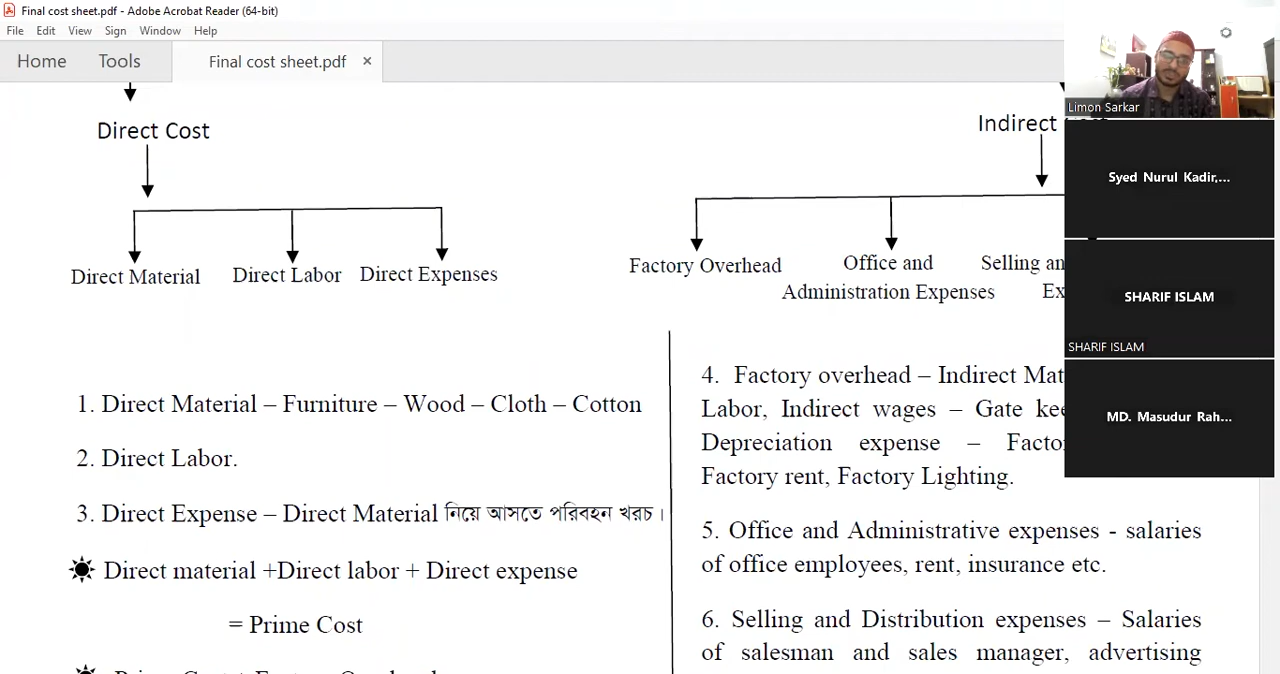 Final cost sheet.pdf - Adobe Acrobat Reader (64-bit)
File Edit View Sign Window Help
Home Tools Final cost sheet.pdf ×
Direct Cost
Indirect
Direct Material Direct Labor Direct Expenses
Factory Overhead
Office and
Administration Expenses
Selling an
Ex
1. Direct Material – Furniture – Wood – Cloth – Cotton
2. Direct Labor.
3. Direct Expense – Direct Material নিয়ে আসতে পরিবহন খরচ।
Direct material +Direct labor + Direct expense
= Prime Cost
4. Factory overhead – Indirect Mat
Labor, Indirect wages – Gate kee
Depreciation expense – Facto
Factory rent, Factory Lighting.
5. Office and Administrative expenses - salaries
of office employees, rent, insurance etc.
6. Selling and Distribution expenses – Salaries
of salesman and sales manager, advertising
Limon Sarkar
Syed Nurul Kadir,...
SHARIF ISLAM
SHARIF ISLAM
MD. Masudur Rah...